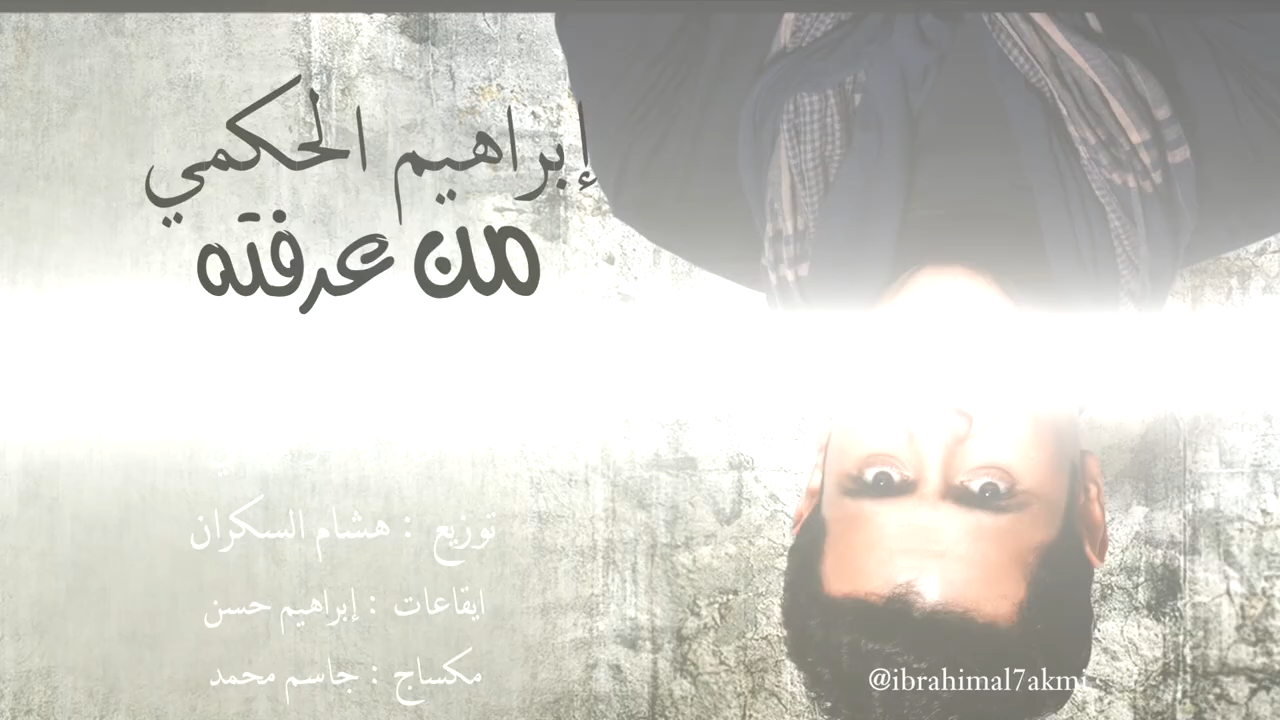 إبراهيم الحكمي
من عرفته
توزيع : هشام السكران
ايقاعات : إبراهيم حسن
مكساج : جاسم محمد
@ibrahimal7akmi